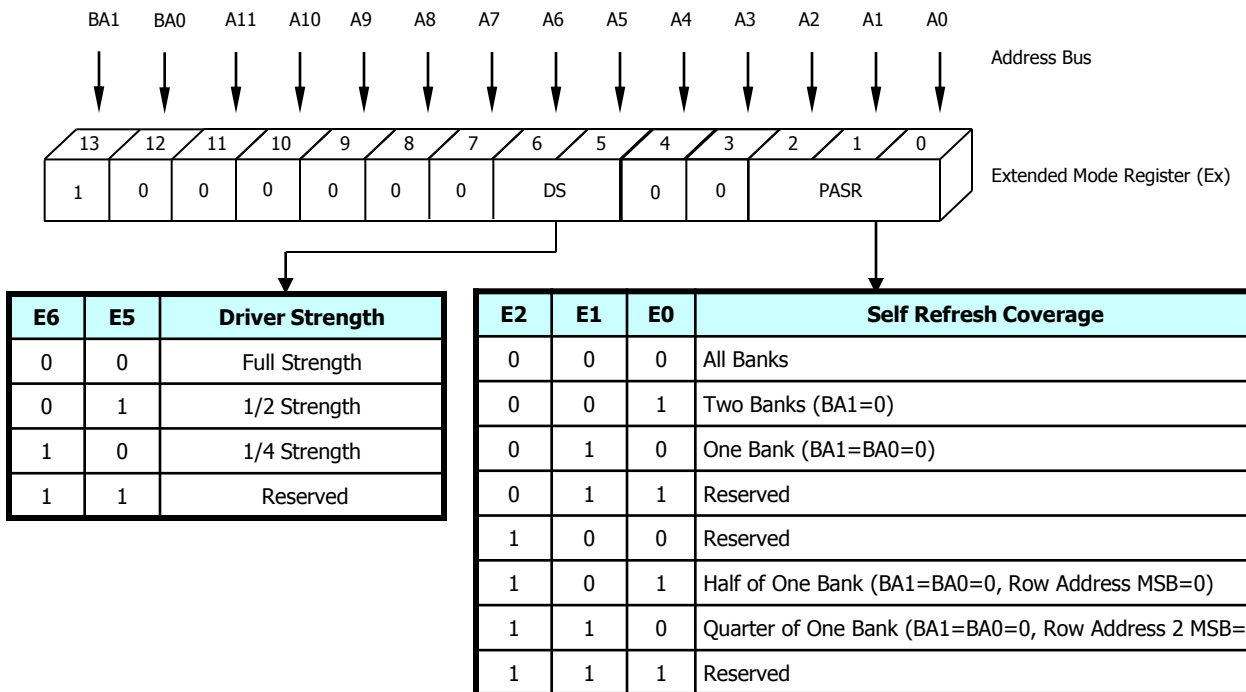 BA1 BA0 A11 A10 A9 A8 A7 A6 A5 A4 A3 A2 A1 A0
Address Bus
13 12 11 10 9 8 7 6 5 4 3 2 1 0
1 0 0 0 0 0 0 DS 0 0 PASR
Extended Mode Register (Ex)
E6 E5 Driver Strength
0 0 Full Strength
0 1 1/2 Strength
1 0 1/4 Strength
1 1 Reserved
E2 E1 E0 Self Refresh Coverage
0 0 0 All Banks
0 0 1 Two Banks (BA1=0)
0 1 0 One Bank (BA1=BA0=0)
0 1 1 Reserved
1 0 0 Reserved
1 0 1 Half of One Bank (BA1=BA0=0, Row Address MSB=0)
1 1 0 Quarter of One Bank (BA1=BA0=0, Row Address 2 MSB=
1 1 1 Reserved